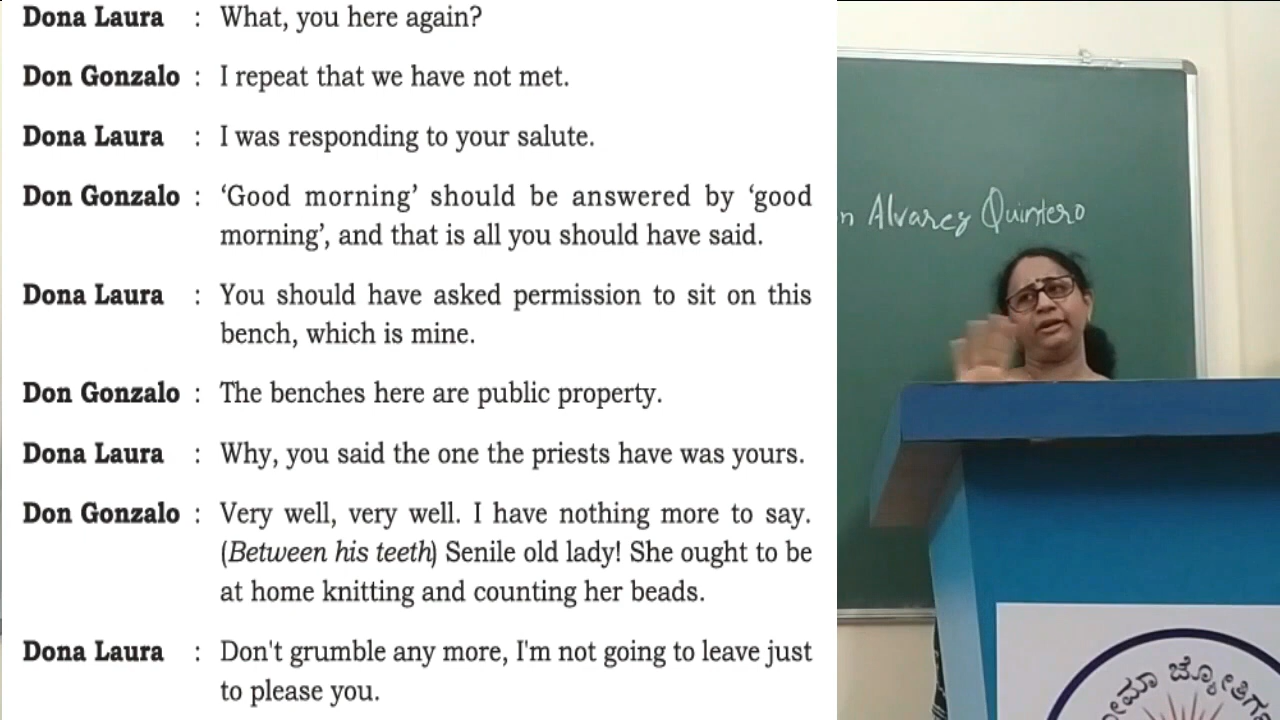 Dona Laura : What, you here again?
Don Gonzalo : I repeat that we have not met.
Dona Laura : I was responding to your salute.
Don Gonzalo : ‘Good morning’ should be answered by ‘good
morning’, and that is all you should have said.
Dona Laura : You should have asked permission to sit on this
bench, which is mine.
Don Gonzalo : The benches here are public property.
Dona Laura : Why, you said the one the priests have was yours.
Don Gonzalo : Very well, very well. I have nothing more to say.
(Between his teeth) Senile old lady! She ought to be
at home knitting and counting her beads.
Dona Laura : Don't grumble any more, I'm not going to leave just
to please you.
n Alvarez Quintero